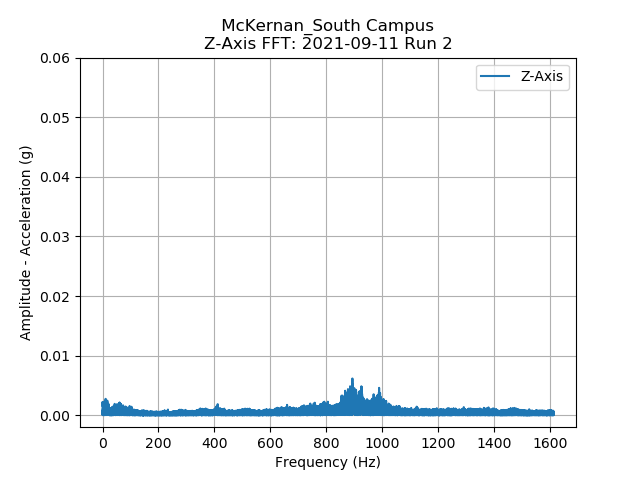 McKernan_South Campus
Z-Axis FFT: 2021-09-11 Run 2
Z-Axis
0.06
0.05
0.04
0.03
0.02
0.01
0.00
Amplitude - Acceleration (g)
0 200 400 600 800 1000 1200 1400 1600
Frequency (Hz)